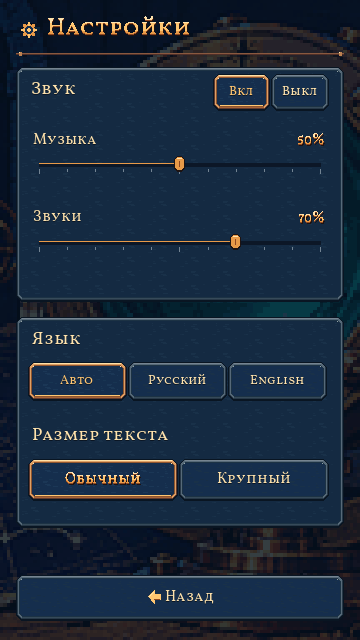 Настройки
Звук Вкл Выкл
Музыка 50%
Звуки 70%
Язык
Авто Русский English
Размер текста
Обычный Крупный
Назад